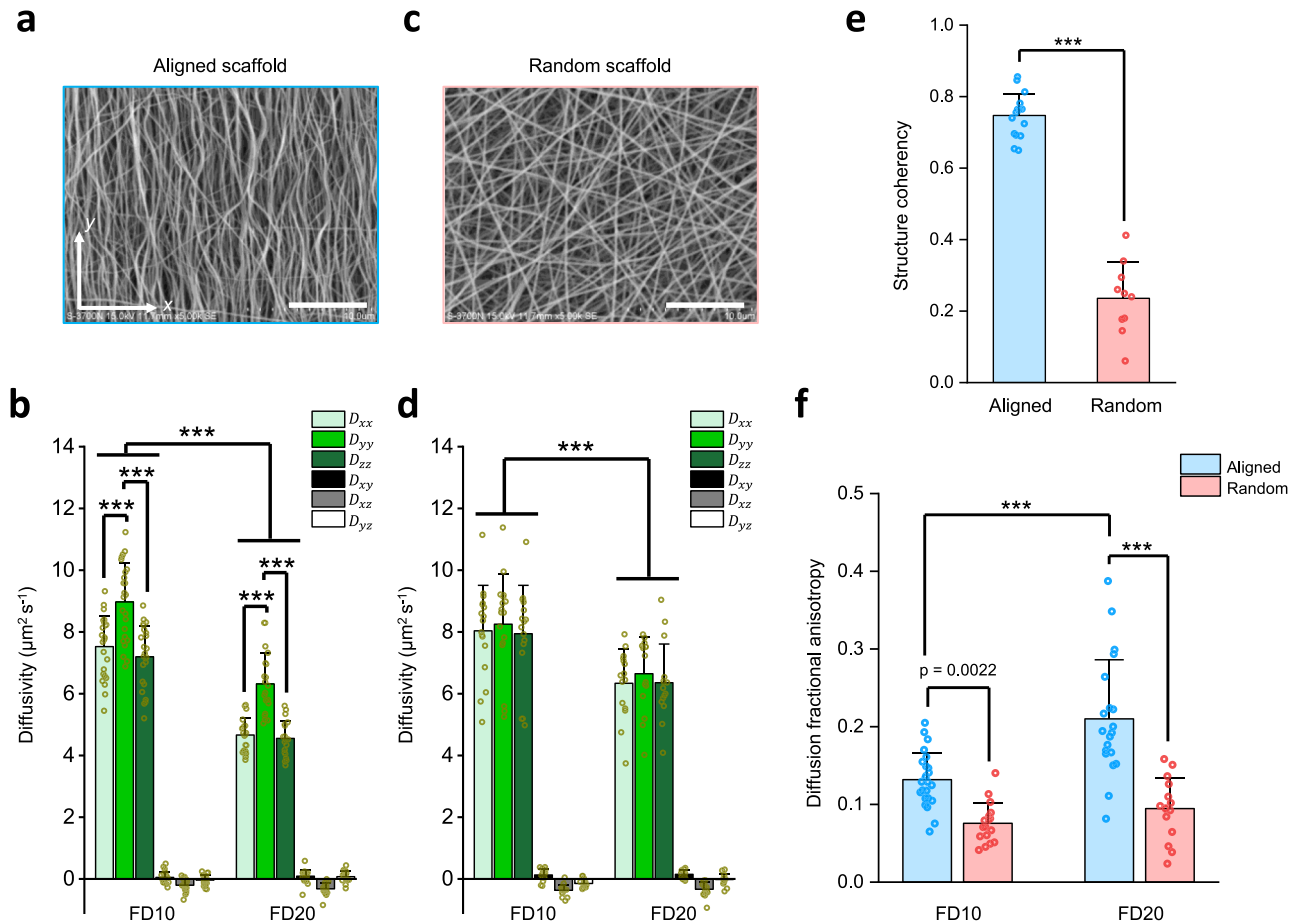 a
Aligned scaffold
y
x
S-3700N 15.0kV 11.7mm x5.00k SE
10.0um
c
Random scaffold
S-3700N 15.0kV 11.7mm x5.00k SE
10.0um
e
Structure coherency
1.0
0.8
0.6
0.4
0.2
0.0
***
Aligned
Random
b
Diffusivity (µm² s⁻¹)
14
12
10
8
6
4
2
0
***
***
***
***
***
Dxx
Dyy
Dzz
Dxy
Dxz
Dyz
FD10
FD20
d
Diffusivity (µm² s⁻¹)
14
12
10
8
6
4
2
0
***
Dxx
Dyy
Dzz
Dxy
Dxz
Dyz
FD10
FD20
f
Aligned
Random
Diffusion fractional anisotropy
0.5
0.4
0.3
0.2
0.1
0.0
***
***
p = 0.0022
FD10
FD20